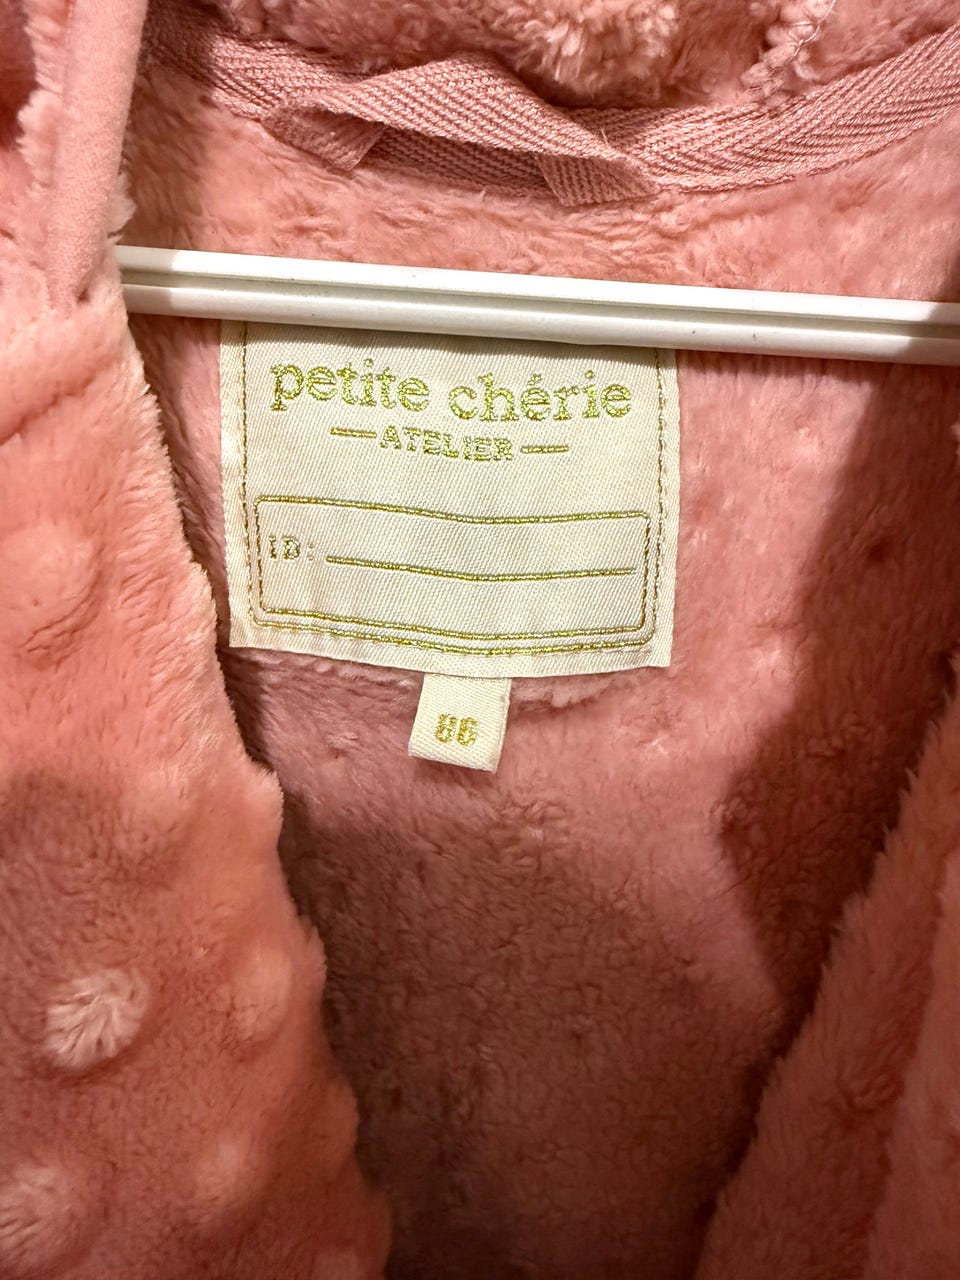 petite chérie
ATELIER
ID:
86